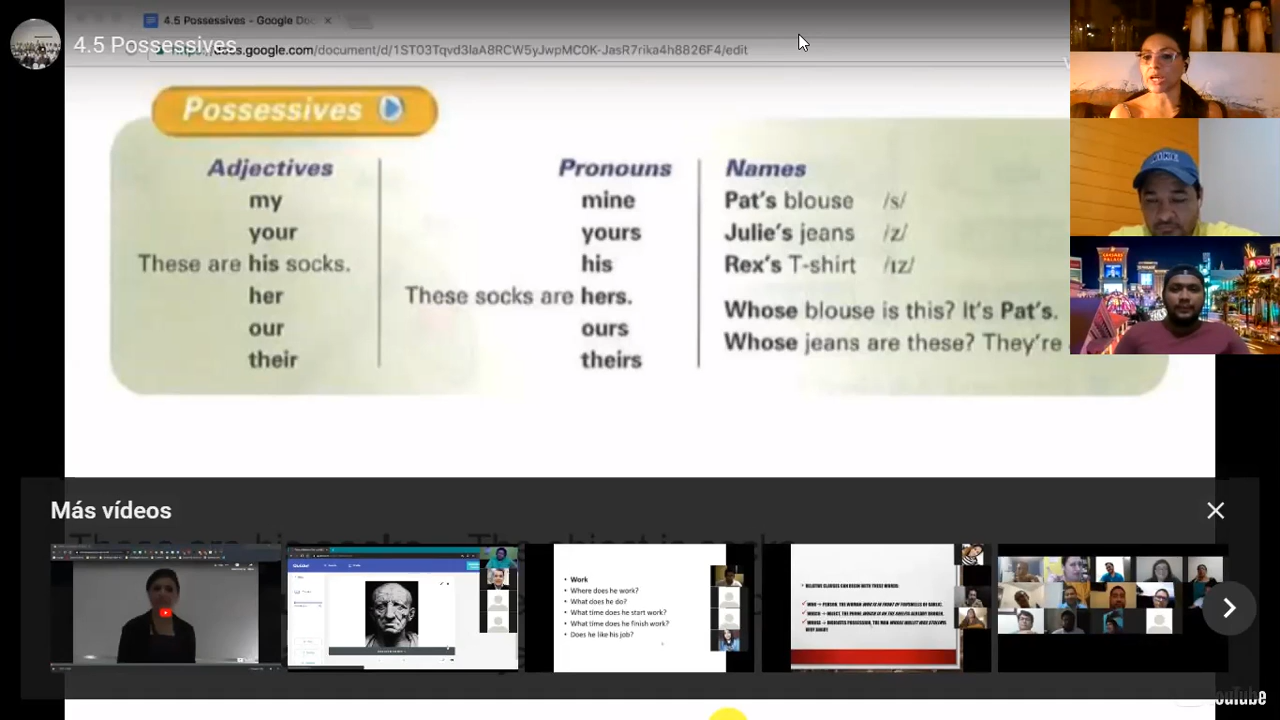 4.5 Possessives - Google Do
4.5 Possessives
docs.google.com/document/d/1ST03Tqvd3laA8RCW5yJwpMC0K-JasR7rika4h8826F4/edit
Possessives
Adjectives
my
your
These are his socks.
her
our
their
Pronouns
mine
yours
his
These socks are hers.
ours
theirs
Names
Pat's blouse /s/
Julie's jeans /z/
Rex's T-shirt /ɪz/
Whose blouse is this? It's Pat's.
Whose jeans are these? They're
NIKE
CAESARS PALACE
Más vídeos
• Work
• Where does he work?
• What does he do?
• What time does he start work?
• What time does he finish work?
• Does he like his job?
YouTube